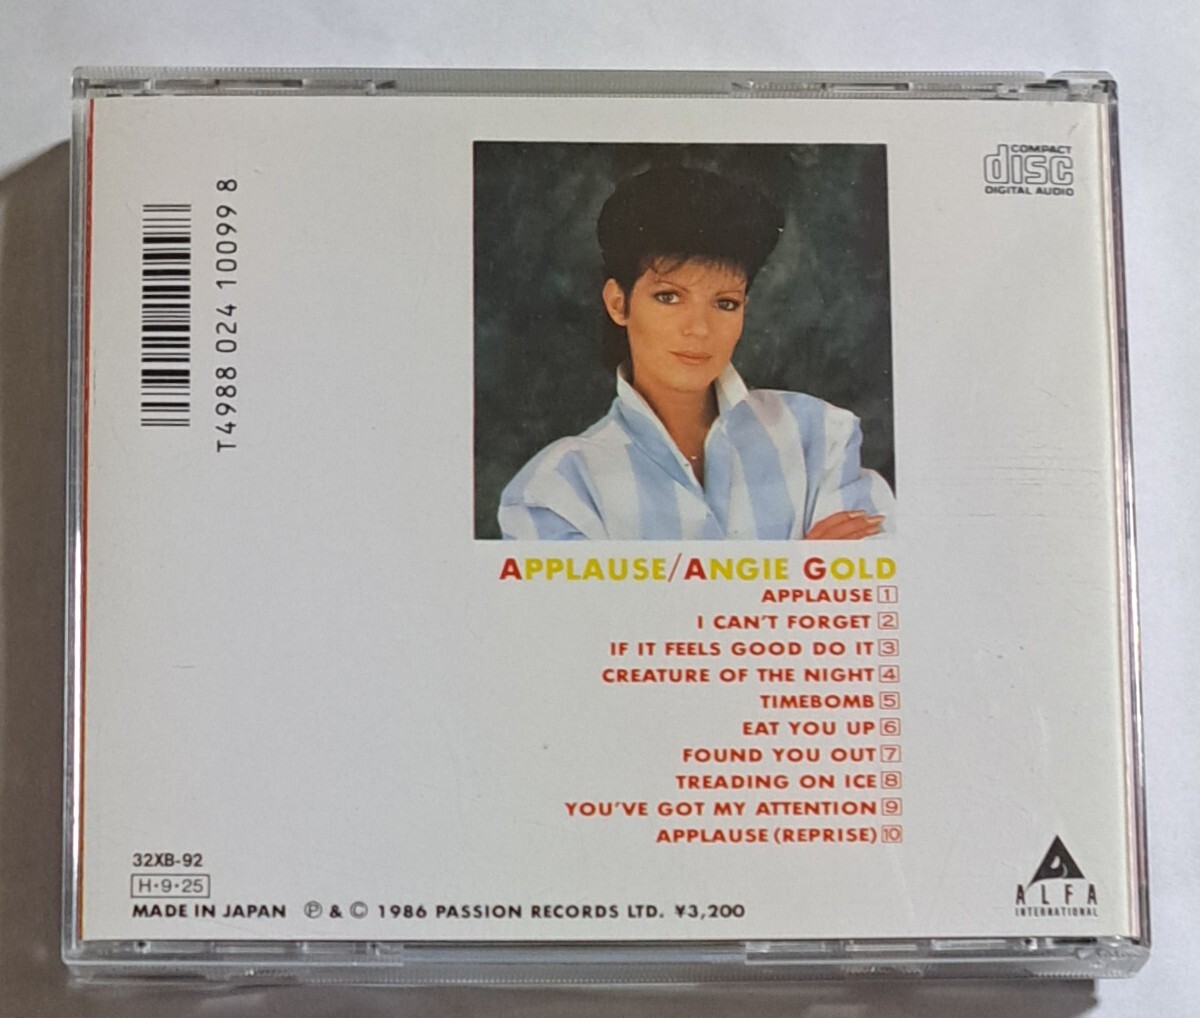 COMPACT
disc
DIGITAL AUDIO
T4988 024 10099 8
APPLAUSE/ANGIE GOLD
APPLAUSE 1
I CAN'T FORGET 2
IF IT FEELS GOOD DO IT 3
CREATURE OF THE NIGHT 4
TIMEBOMB 5
EAT YOU UP 6
FOUND YOU OUT 7
TREADING ON ICE 8
YOU'VE GOT MY ATTENTION 9
APPLAUSE (REPRISE) 10
32XB-92
H・9・25
MADE IN JAPAN ℗ & © 1986 PASSION RECORDS LTD. ¥3,200
ALFA
INTERNATIONAL